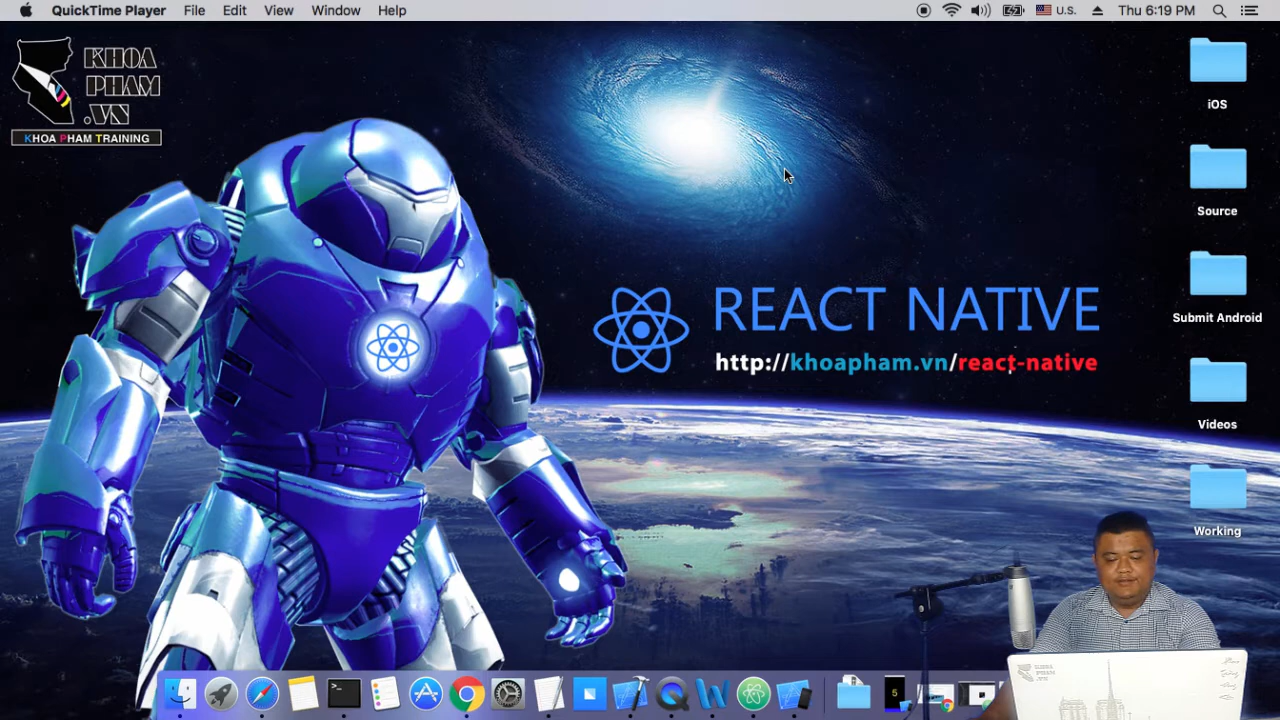 QuickTime Player File Edit View Window Help U.S. Thu 6:19 PM
KHOA
PHAM
.VN
KHOA PHAM TRAINING
iOS
Source
Submit Android
REACT NATIVE
http://khoapham.vn/react-native
Videos
Working